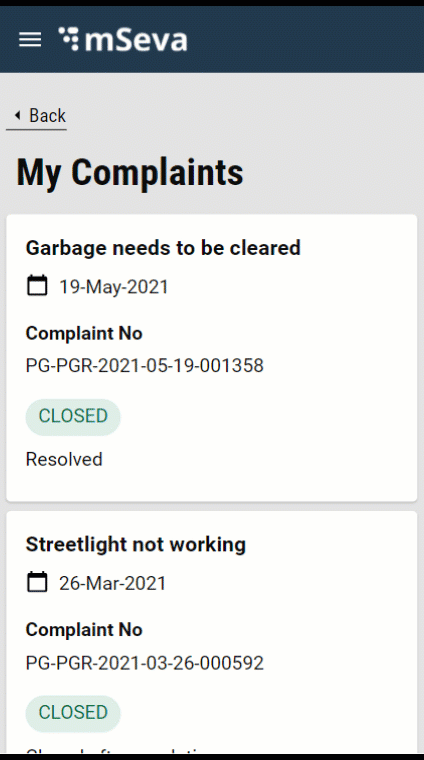 mSeva
Back
My Complaints
Garbage needs to be cleared
19-May-2021
Complaint No
PG-PGR-2021-05-19-001358
CLOSED
Resolved
Streetlight not working
26-Mar-2021
Complaint No
PG-PGR-2021-03-26-000592
CLOSED